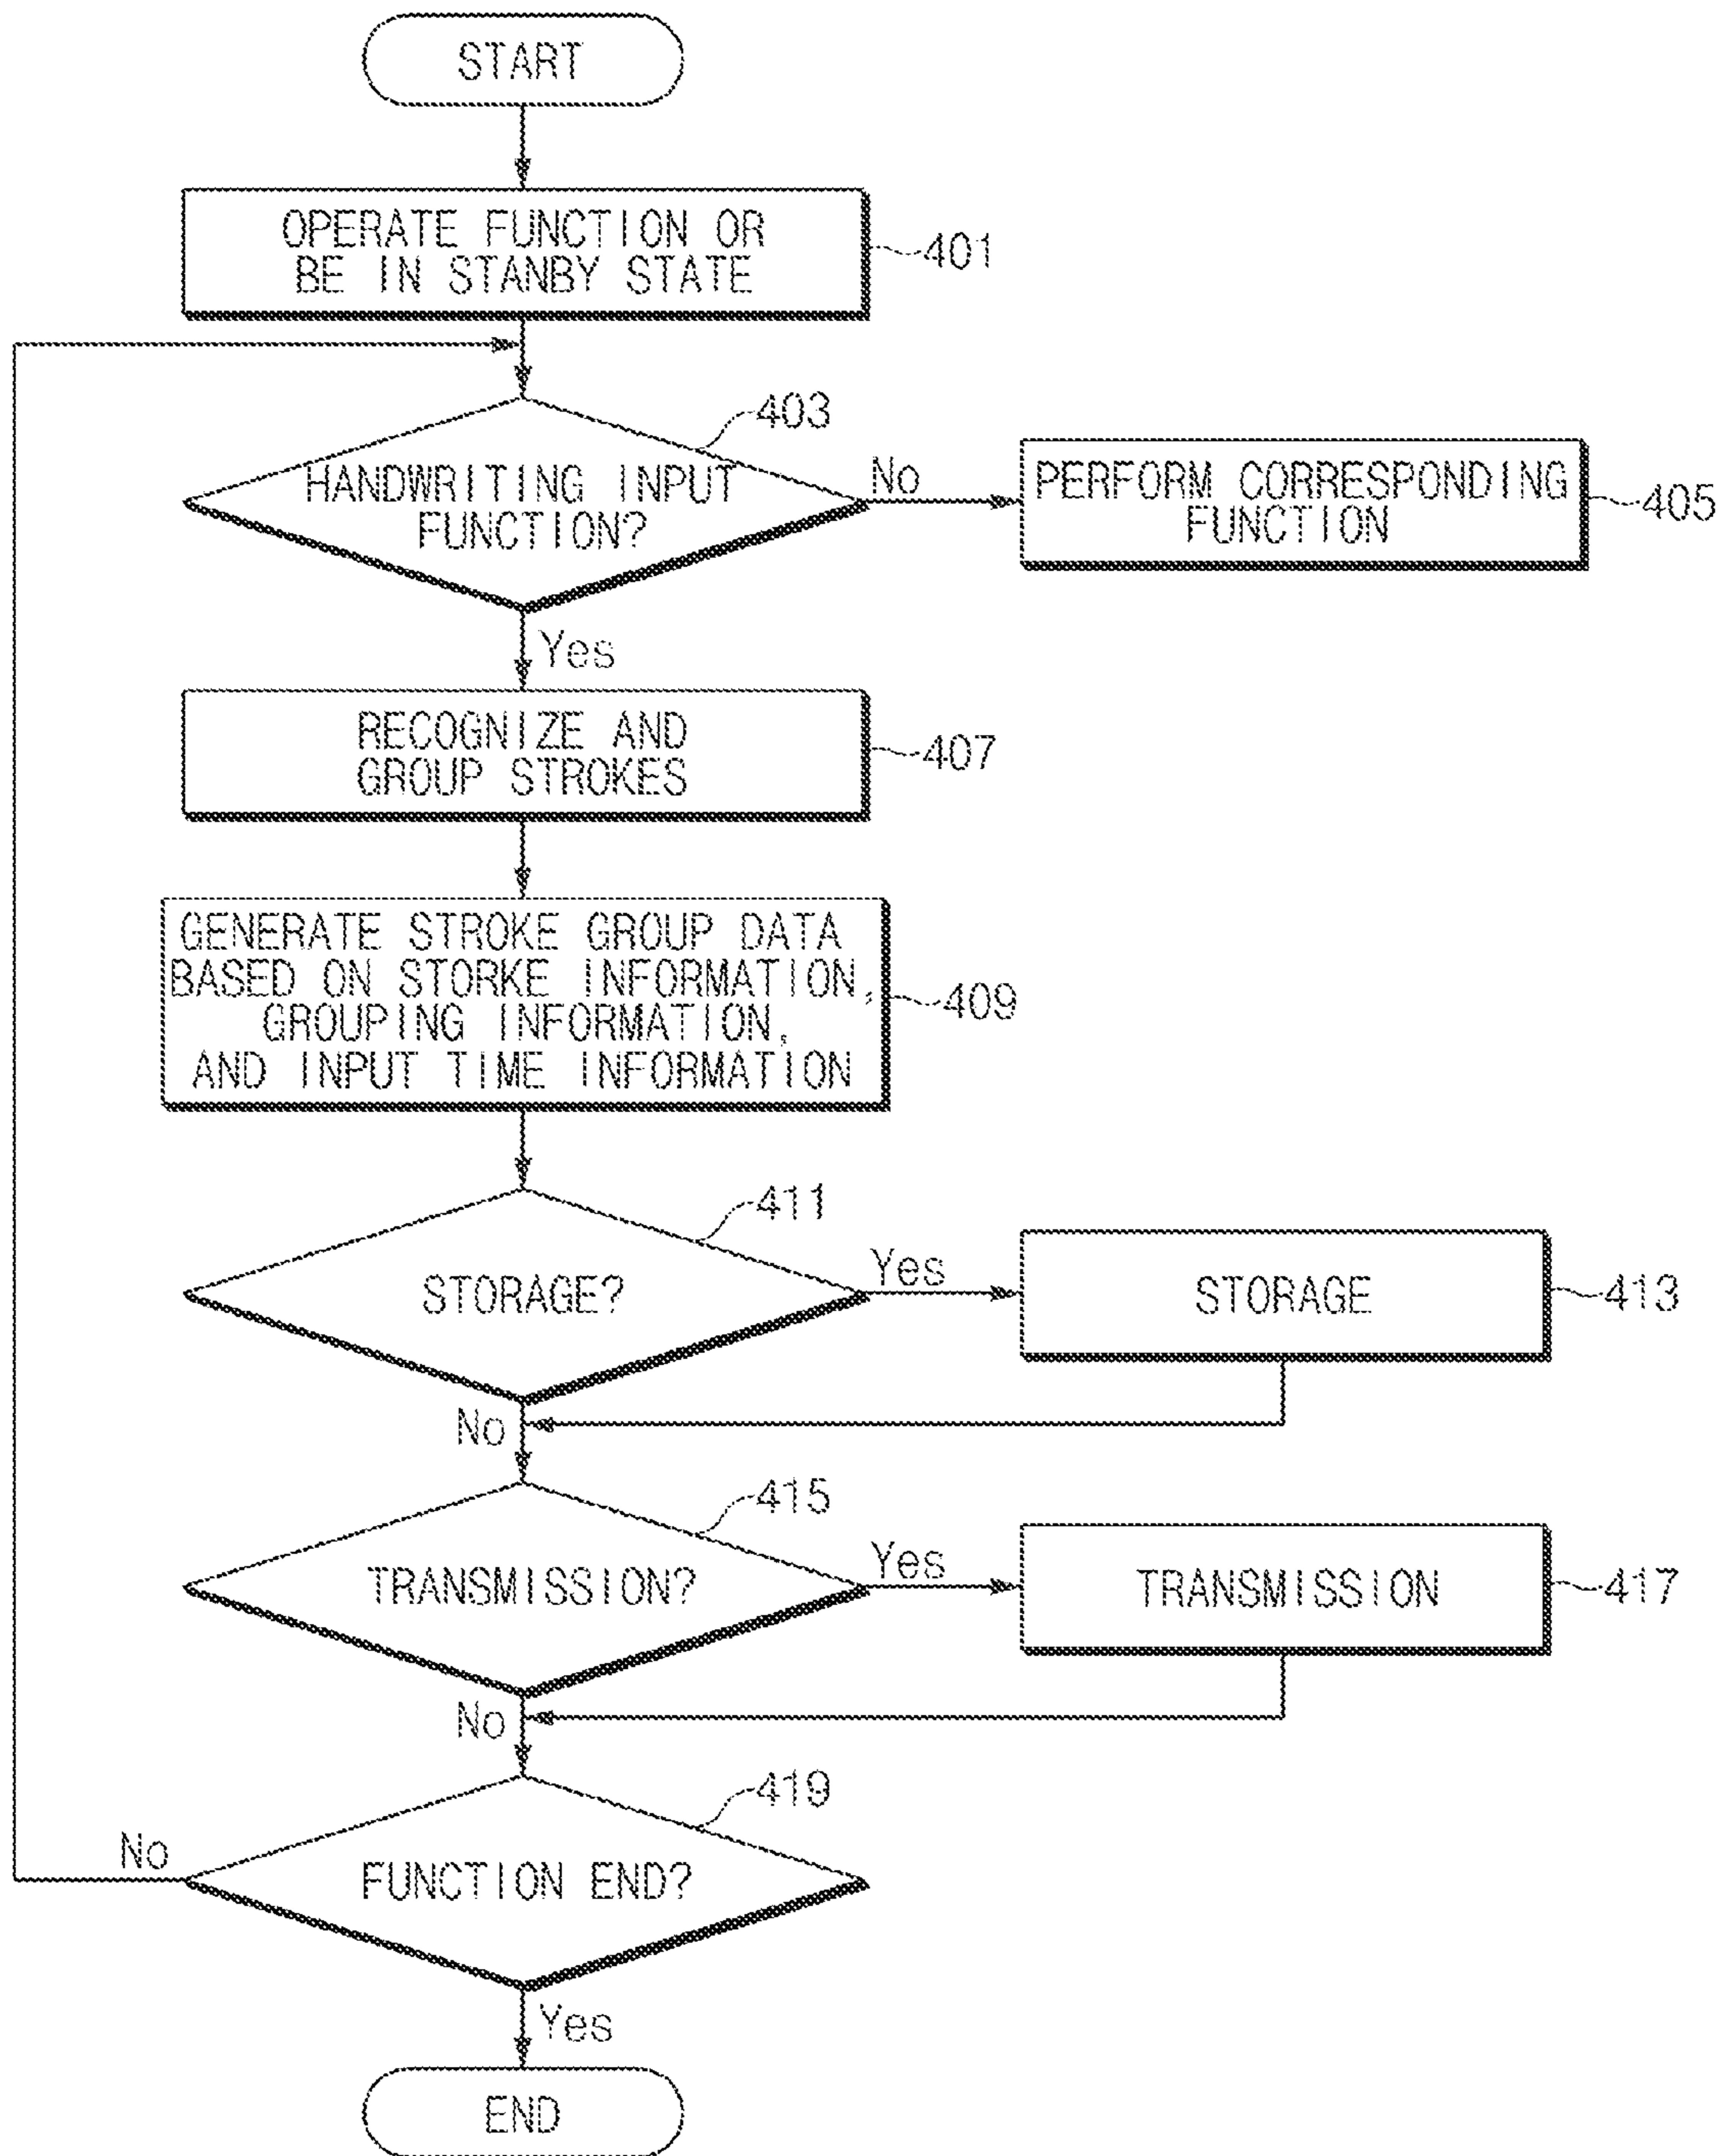 START
OPERATE FUNCTION OR
BE IN STANBY STATE
401
403
HANDWRITING INPUT
FUNCTION?
No
PERFORM CORRESPONDING
FUNCTION
405
Yes
RECOGNIZE AND
GROUP STROKES
407
GENERATE STROKE GROUP DATA
BASED ON STORKE INFORMATION,
GROUPING INFORMATION,
AND INPUT TIME INFORMATION
409
411
STORAGE?
Yes
STORAGE
413
No
415
TRANSMISSION?
Yes
TRANSMISSION
417
No
419
No
FUNCTION END?
Yes
END